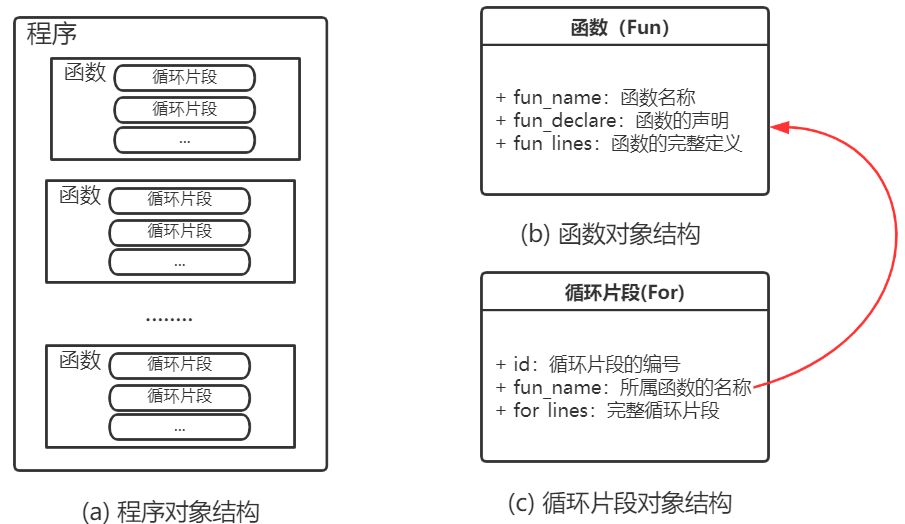 程序
函数
循环片段
循环片段
...
函数
循环片段
循环片段
...
........
函数
循环片段
循环片段
...
(a) 程序对象结构
函数（Fun）
+ fun_name：函数名称
+ fun_declare：函数的声明
+ fun_lines：函数的完整定义
(b) 函数对象结构
循环片段(For)
+ id：循环片段的编号
+ fun_name：所属函数的名称
+ for_lines：完整循环片段
(c) 循环片段对象结构